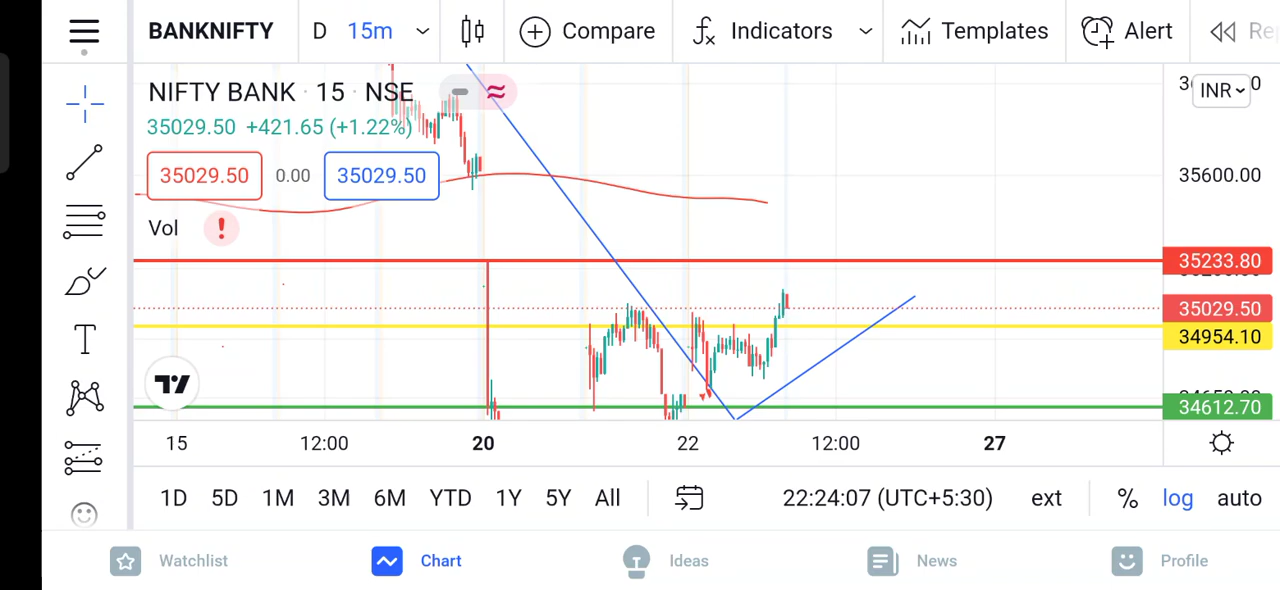 BANKNIFTY D 15m Compare Indicators Templates Alert Re
NIFTY BANK · 15 · NSE
INR
35029.50 +421.65 (+1.22%)
35029.50 0.00 35029.50
35600.00
Vol
35233.80
35029.50
34954.10
34612.70
15 12:00 20 22 12:00 27
1D 5D 1M 3M 6M YTD 1Y 5Y All 22:24:07 (UTC+5:30) ext % log auto
Watchlist Chart Ideas News Profile